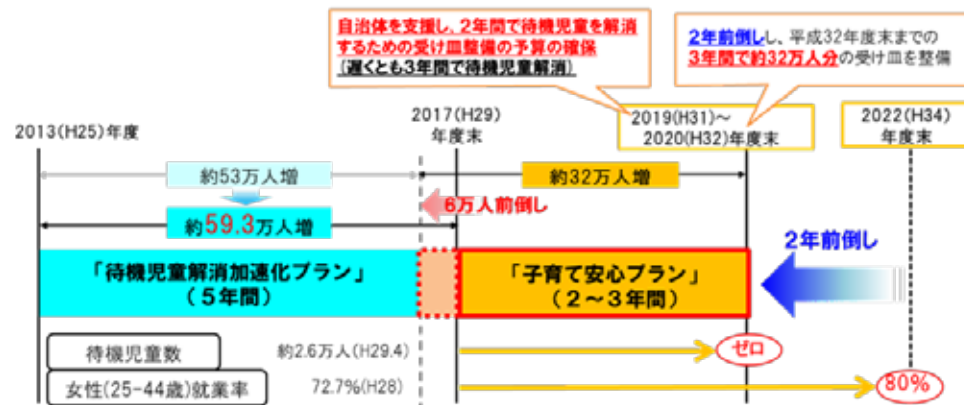 自治体を支援し、2年間で待機児童を解消
するための受け皿整備の予算の確保
(遅くとも3年間で待機児童解消)
2年前倒しし、平成32年度末までの
3年間で約32万人分の受け皿を整備
2013(H25)年度
2017(H29)
年度末
2019(H31)～
2020(H32)年度末
2022(H34)
年度末
約53万人増
約32万人増
6万人前倒し
約59.3万人増
2年前倒し
「待機児童解消加速化プラン」
(5年間)
「子育て安心プラン」
(2～3年間)
待機児童数
約2.6万人(H29.4)
ゼロ
女性(25-44歳)就業率
72.7%(H28)
80%